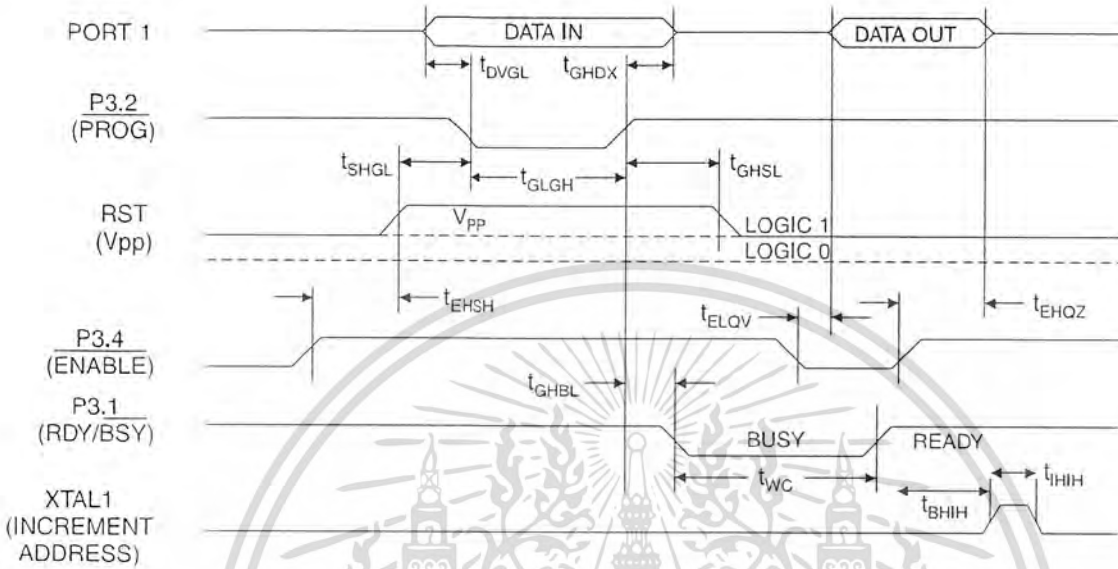 PORT 1
DATA IN
DATA OUT
tDVGL
tGHDX
P3.2
(PROG)
tSHGL
tGLGH
tGHSL
RST
(Vpp)
VPP
LOGIC 1
LOGIC 0
tEHSH
tELQV
tEHQZ
P3.4
(ENABLE)
tGHBL
P3.1
(RDY/BSY)
BUSY
READY
tWC
tBHIH
tIHIH
XTAL1
(INCREMENT
ADDRESS)